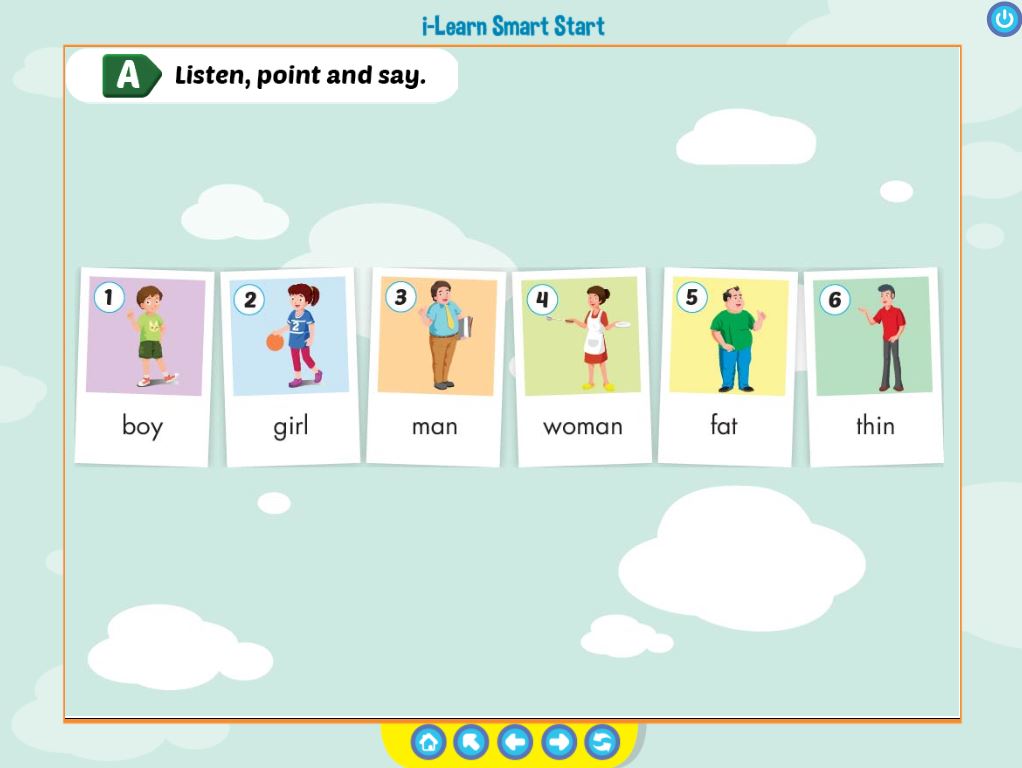 i-Learn Smart Start
A Listen, point and say.
1 2 3 4 5 6
2
boy girl man woman fat thin